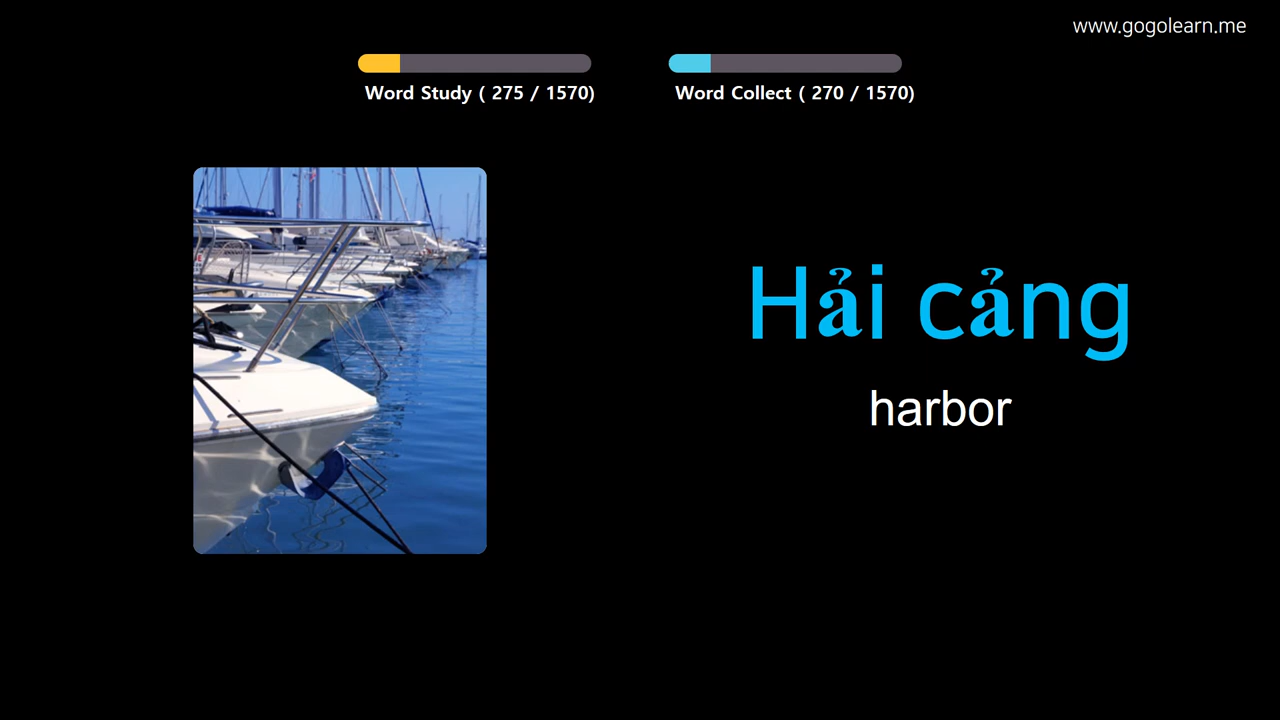 www.gogolearn.me
Word Study ( 275 / 1570)
Word Collect ( 270 / 1570)
Hải cảng
harbor